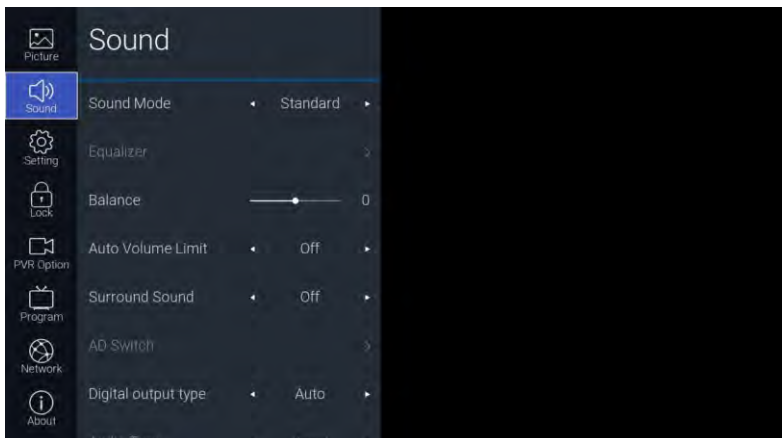 Picture
Sound
Setting
Lock
PVR Option
Program
Network
About
Sound
Sound Mode Standard
Equalizer
Balance 0
Auto Volume Limit Off
Surround Sound Off
AD Switch
Digital output type Auto